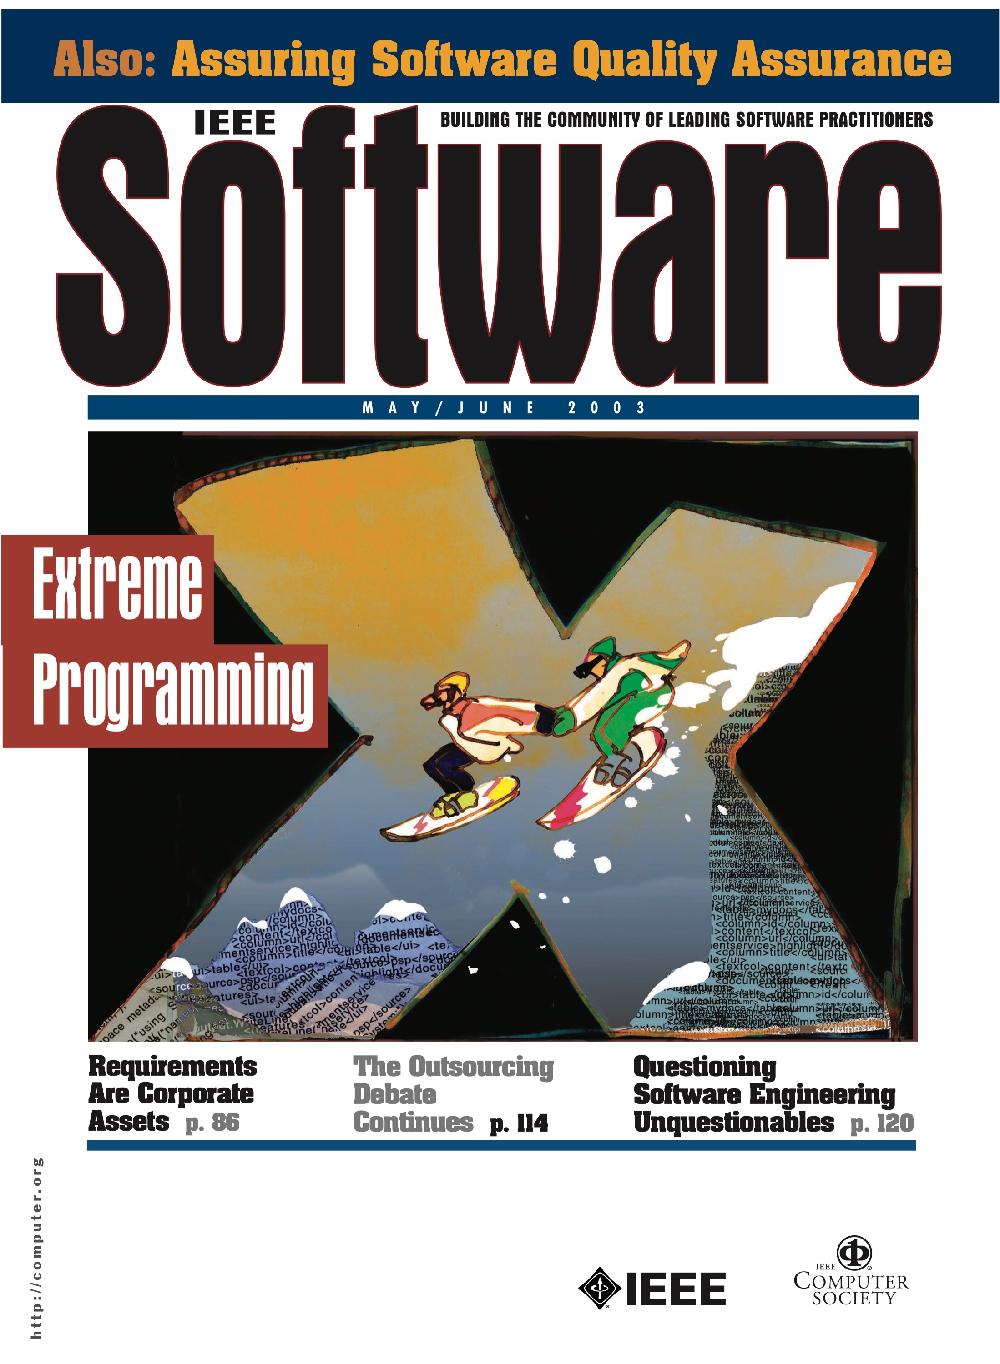 Also: Assuring Software Quality Assurance
IEEE
BUILDING THE COMMUNITY OF LEADING SOFTWARE PRACTITIONERS
Software
MAY/JUNE 2003
Extreme
Programming
Requirements
Are Corporate
Assets p. 86
The Outsourcing
Debate
Continues p. 114
Questioning
Software Engineering
Unquestionables p. 120
http://computer.org
IEEE
IEEE
COMPUTER
SOCIETY